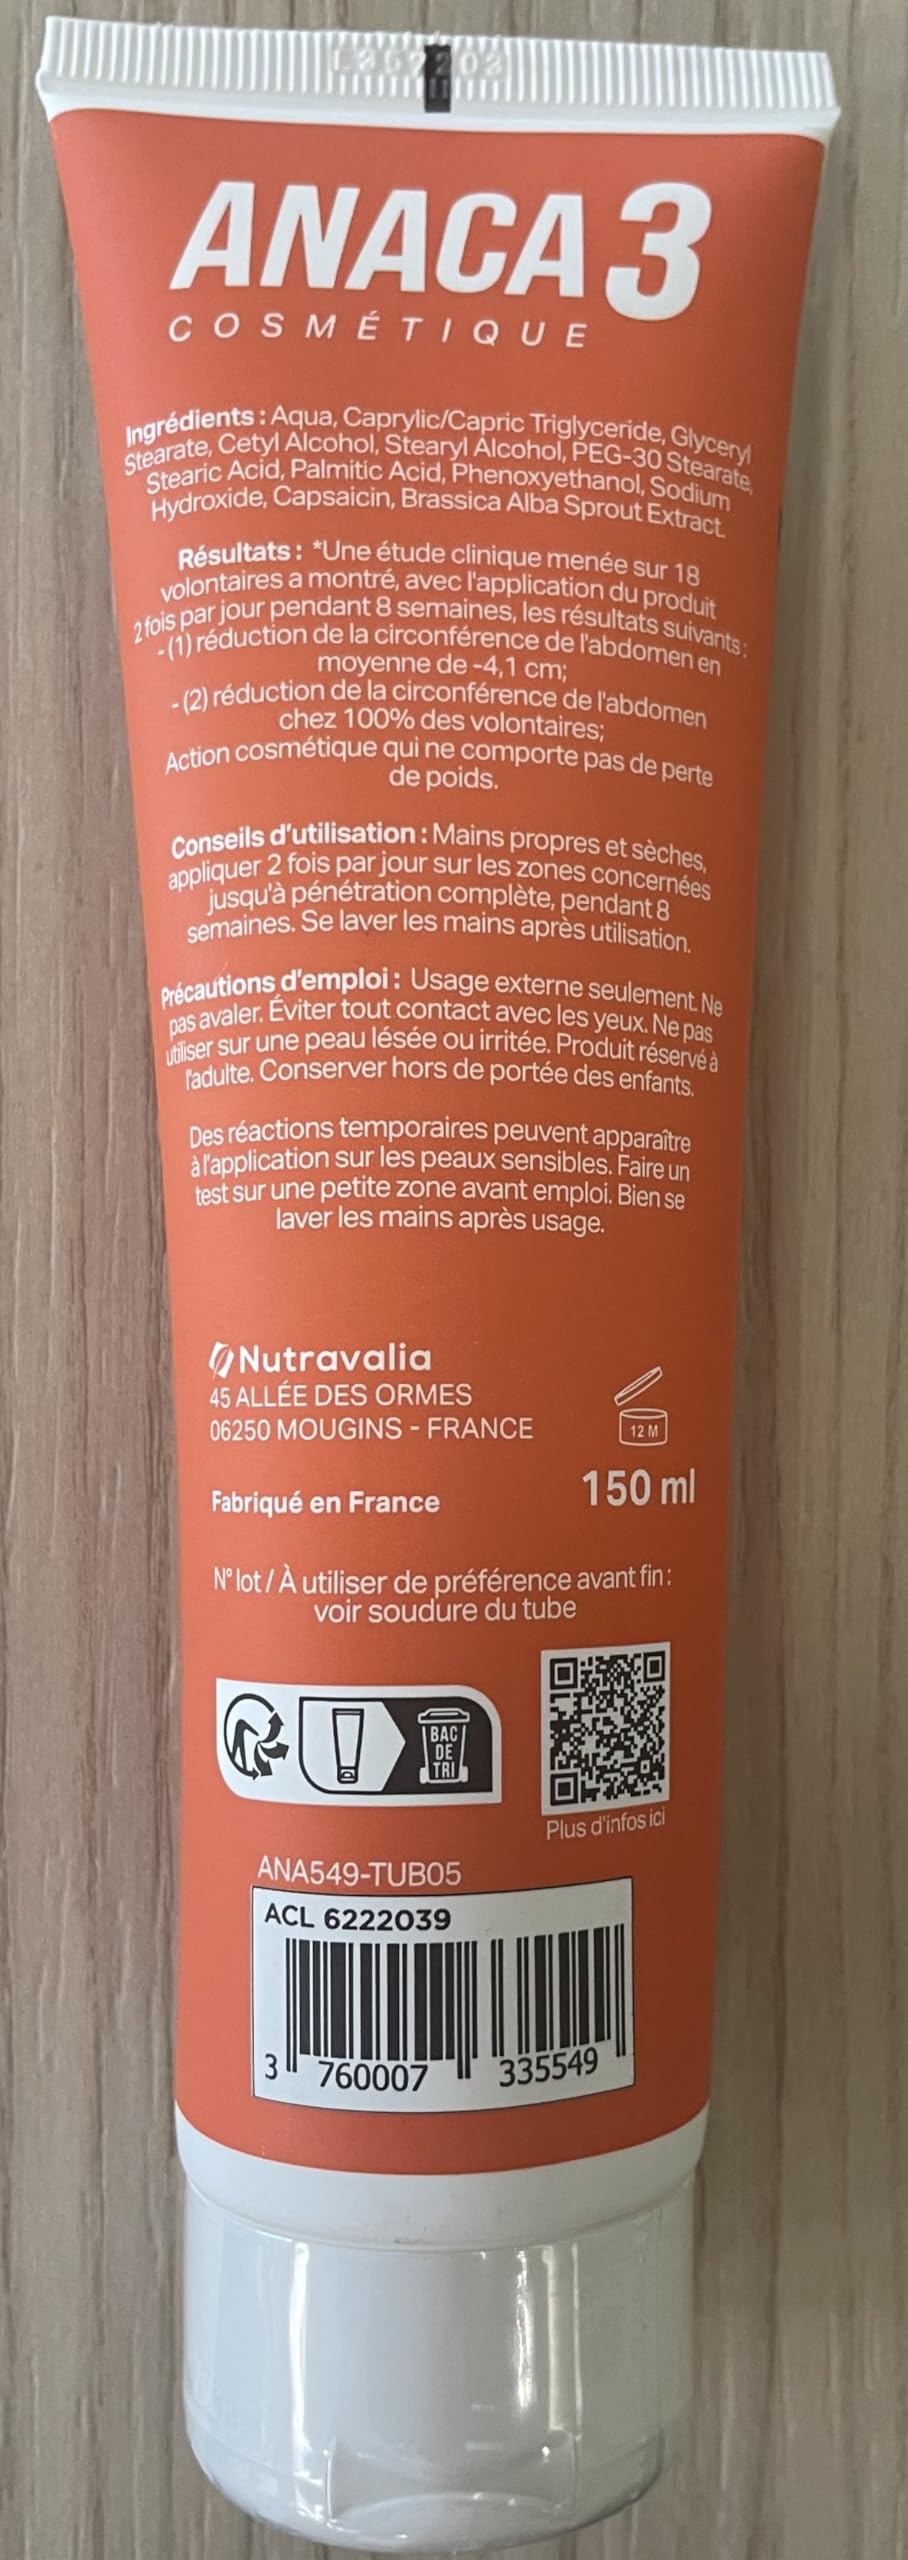 ANACA3
COSMÉTIQUE
Ingrédients : Aqua, Caprylic/Capric Triglyceride, Glyceryl
Stearate, Cetyl Alcohol, Stearyl Alcohol, PEG-30 Stearate,
Stearic Acid, Palmitic Acid, Phenoxyethanol, Sodium
Hydroxide, Capsaicin, Brassica Alba Sprout Extract.
Résultats : *Une étude clinique menée sur 18
volontaires a montré, avec l'application du produit
2 fois par jour pendant 8 semaines, les résultats suivants :
- (1) réduction de la circonférence de l'abdomen en
moyenne de -4,1 cm;
- (2) réduction de la circonférence de l'abdomen
chez 100% des volontaires;
Action cosmétique qui ne comporte pas de perte
de poids.
Conseils d'utilisation : Mains propres et sèches,
appliquer 2 fois par jour sur les zones concernées
jusqu'à pénétration complète, pendant 8
semaines. Se laver les mains après utilisation.
Précautions d'emploi : Usage externe seulement. Ne
pas avaler. Éviter tout contact avec les yeux. Ne pas
utiliser sur une peau lésée ou irritée. Produit réservé à
l'adulte. Conserver hors de portée des enfants.
Des réactions temporaires peuvent apparaître
à l'application sur les peaux sensibles. Faire un
test sur une petite zone avant emploi. Bien se
laver les mains après usage.
Nutravalia
45 ALLÉE DES ORMES
06250 MOUGINS - FRANCE
12 M
Fabriqué en France
150 ml
N° lot / À utiliser de préférence avant fin :
voir soudure du tube
BAC
DE
TRI
Plus d'infos ici
ANA549-TUB05
ACL 6222039
3 760007 335549